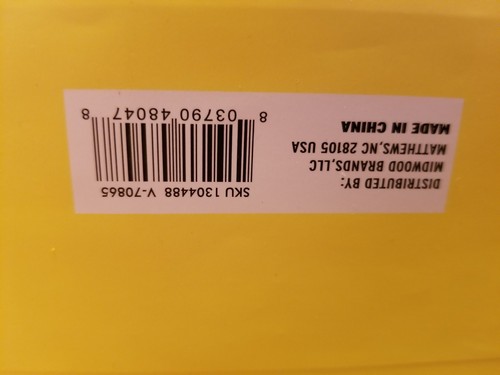 DISTRIBUTED BY:
MIDWOOD BRANDS,LLC
MATTHEWS,NC 28105 USA
MADE IN CHINA
SKU 1304488 V-70865
8 03790 48047 8